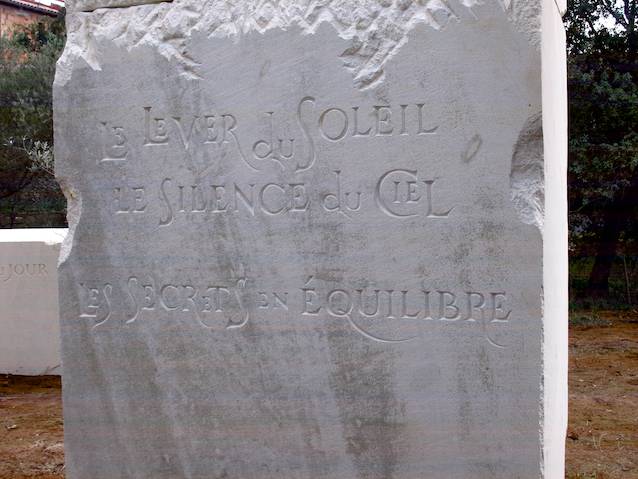 Le Lever du Soleil
Le Silence du Ciel
Les Secrets en Équilibre
JOUR